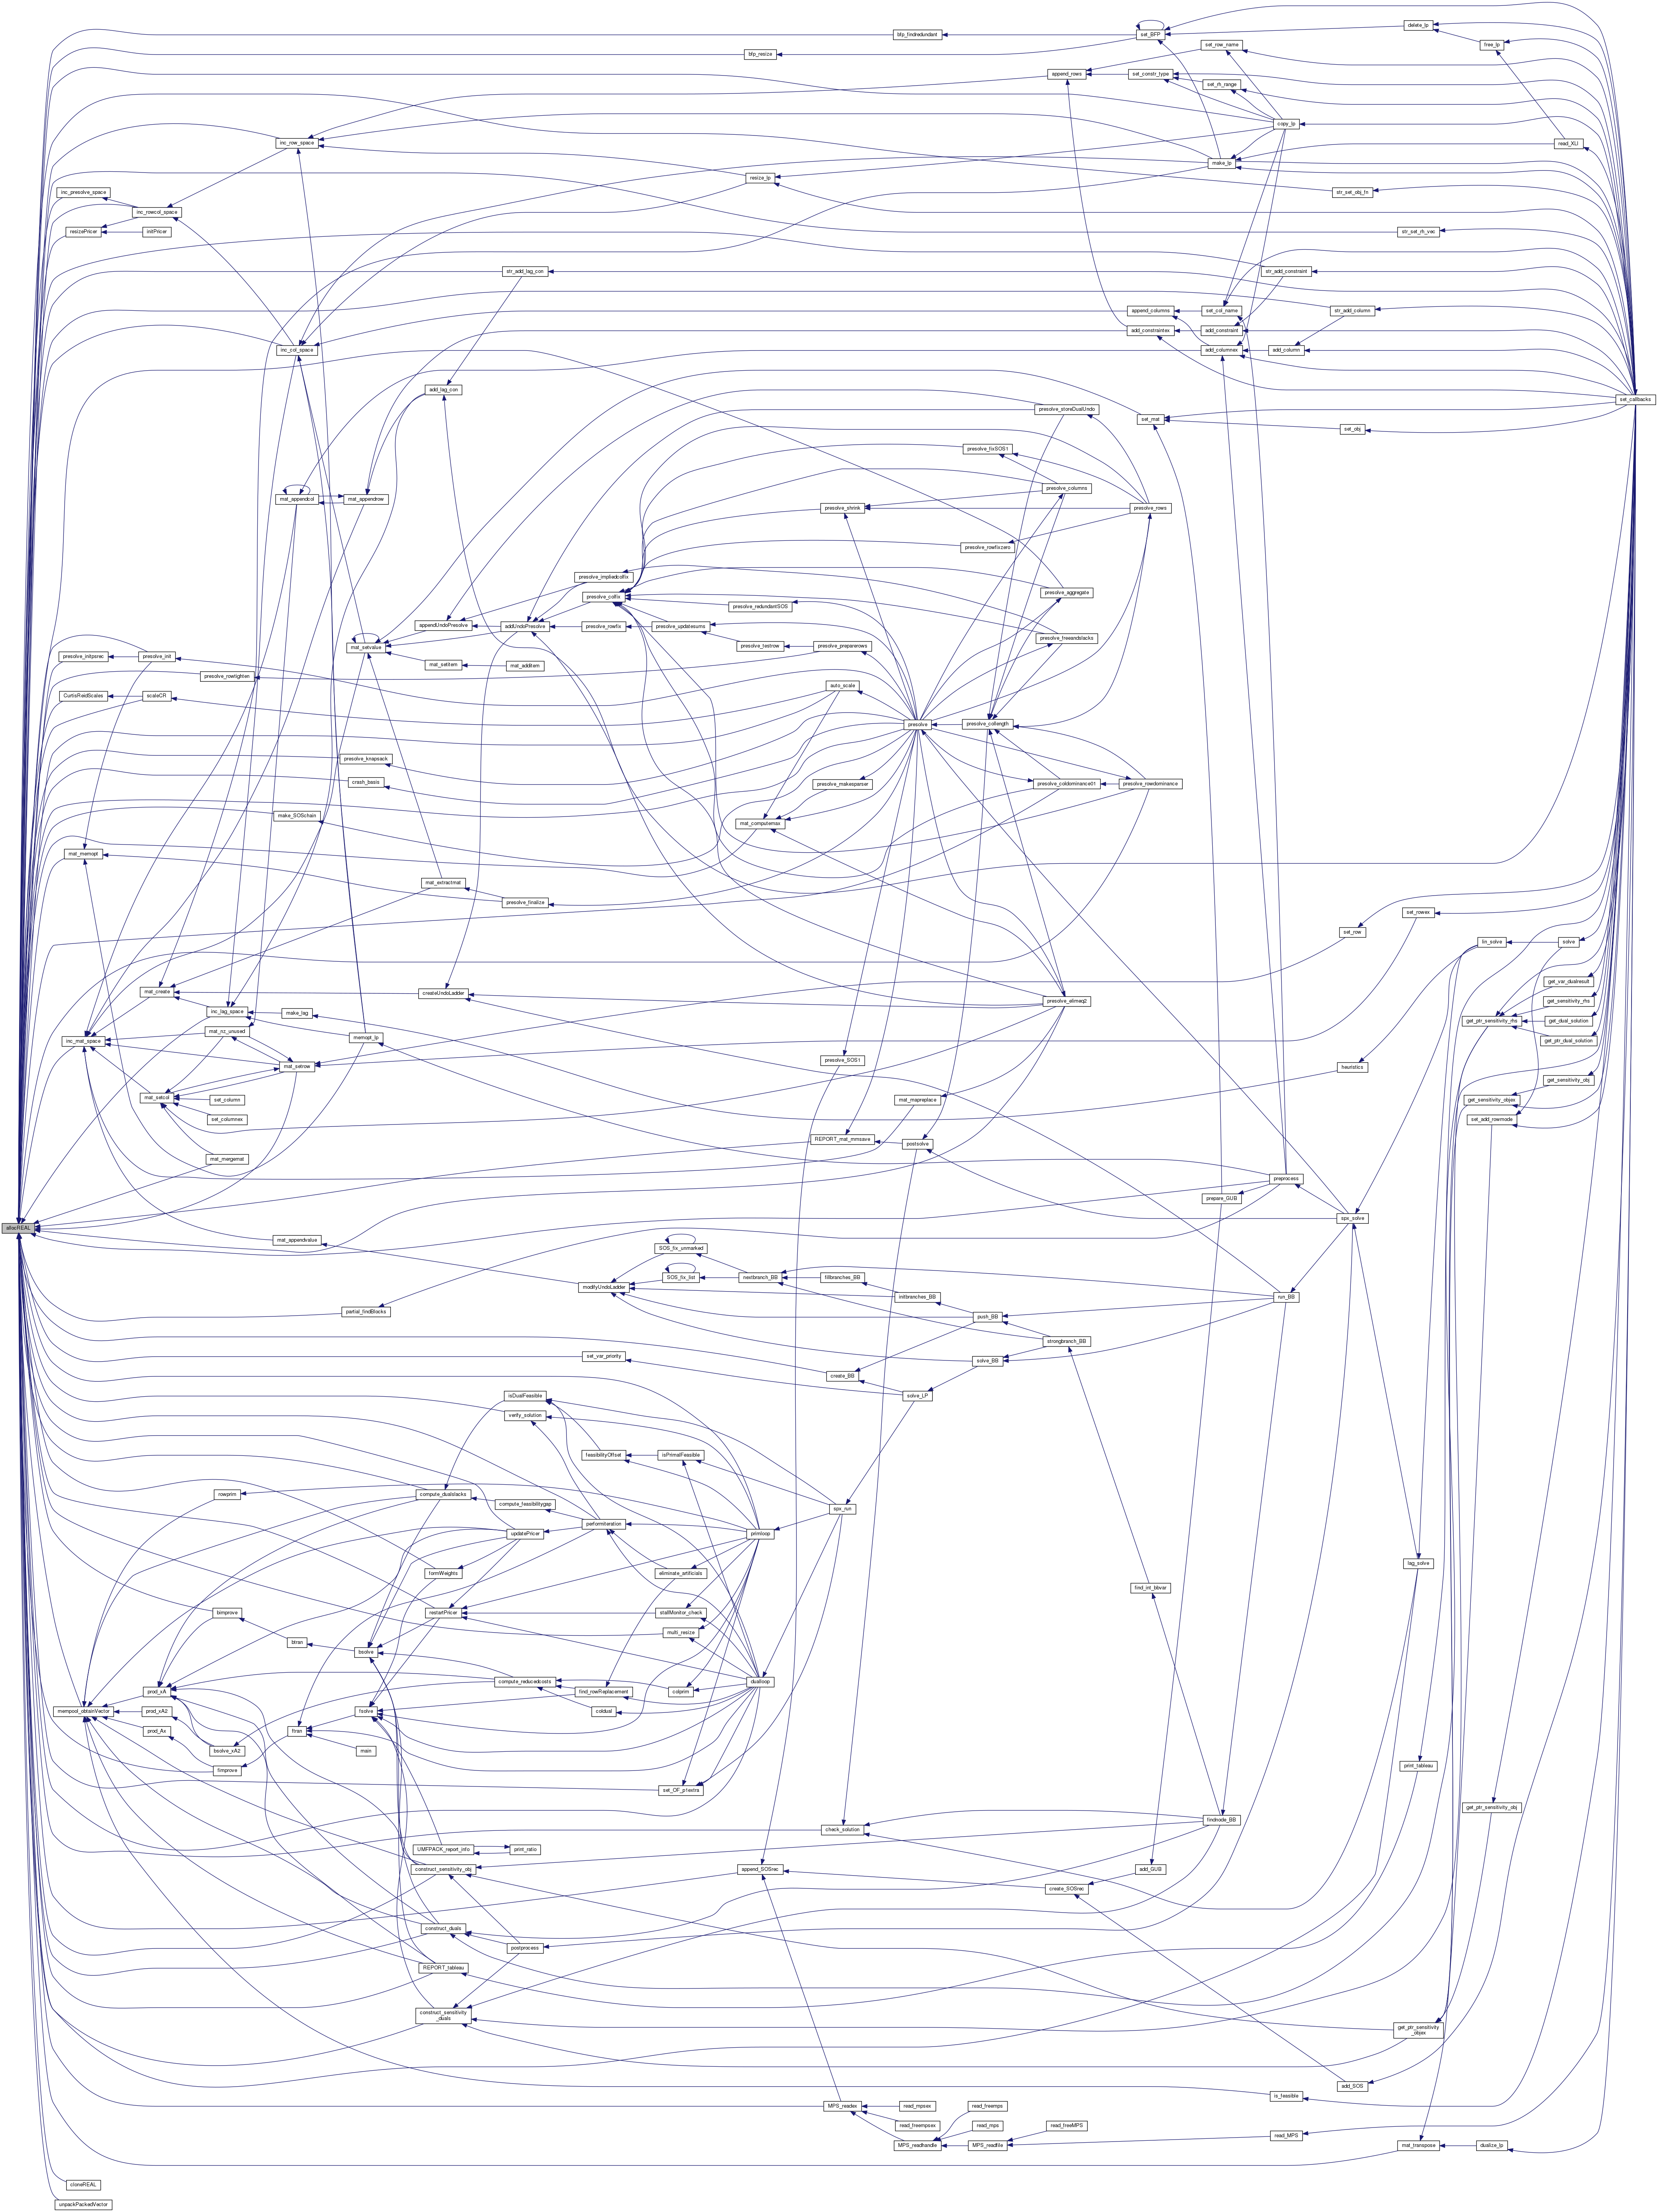 bfp_findredundant
set_BFP
delete_lp
free_lp
set_row_name
bfp_resize
append_rows
set_constr_type
set_rh_range
copy_lp
inc_row_space
make_lp
read_XLI
resize_lp
inc_presolve_space
str_set_obj_fn
inc_rowcol_space
resizePricer
initPricer
str_set_rh_vec
str_add_lag_con
str_add_constraint
append_columns
set_col_name
str_add_column
add_constraintex
add_constraint
inc_col_space
add_columnex
add_column
add_lag_con
set_callbacks
presolve_storeDualUndo
set_mat
set_obj
presolve_fixSOS1
presolve_columns
mat_appendcol
mat_appendrow
presolve_shrink
presolve_rows
presolve_rowfixzero
presolve_impliedcolfix
presolve_colfix
presolve_aggregate
presolve_redundantSOS
appendUndoPresolve
addUndoPresolve
presolve_rowfix
presolve_updatesums
presolve_freeandslacks
mat_setvalue
presolve_testrow
presolve_preparerows
presolve_initpsrec
presolve_init
mat_setitem
mat_additem
presolve_rowtighten
auto_scale
CurtisReidScales
scaleCR
presolve
presolve_collength
presolve_knapsack
crash_basis
presolve_makesparser
presolve_coldominance01
presolve_rowdominance
make_SOSchain
mat_computemax
mat_memopt
mat_extractmat
presolve_finalize
set_rowex
set_row
lin_solve
solve
get_var_dualresult
mat_create
createUndoLadder
presolve_elimeq2
get_sensitivity_rhs
inc_lag_space
make_lag
get_ptr_sensitivity_rhs
get_dual_solution
mat_nz_unused
inc_mat_space
memopt_lp
get_ptr_dual_solution
presolve_SOS1
mat_setrow
heuristics
get_sensitivity_obj
mat_setcol
set_column
mat_mapreplace
get_sensitivity_objex
set_columnex
set_add_rowmode
REPORT_mat_mmsave
postsolve
mat_mergemat
preprocess
prepare_GUB
spx_solve
allocREAL
mat_appendvalue
SOS_fix_unmarked
SOS_fix_list
nextbranch_BB
fillbranches_BB
modifyUndoLadder
initbranches_BB
run_BB
partial_findBlocks
push_BB
strongbranch_BB
set_var_priority
solve_BB
create_BB
isDualFeasible
solve_LP
verify_solution
feasibilityOffset
isPrimalFeasible
rowprim
compute_dualslacks
compute_feasibilitygap
spx_run
performiteration
updatePricer
primloop
lag_solve
formWeights
eliminate_artificials
find_int_bbvar
bimprove
restartPricer
stallMonitor_check
multi_resize
btran
bsolve
compute_reducedcosts
dualloop
prod_xA
find_rowReplacement
colprim
mempool_obtainVector
prod_xA2
fsolve
coldual
prod_Ax
ftran
bsolve_xA2
main
fimprove
print_tableau
set_OF_p1extra
get_ptr_sensitivity_obj
findnode_BB
check_solution
UMFPACK_report_info
print_ratio
construct_sensitivity_obj
append_SOSrec
add_GUB
create_SOSrec
construct_duals
postprocess
REPORT_tableau
construct_sensitivity
_duals
get_ptr_sensitivity
_objex
add_SOS
is_feasible
MPS_readex
read_mpsex
read_freemps
read_freempsex
read_mps
read_freeMPS
read_MPS
MPS_readhandle
MPS_readfile
mat_transpose
dualize_lp
cloneREAL
unpackPackedVector